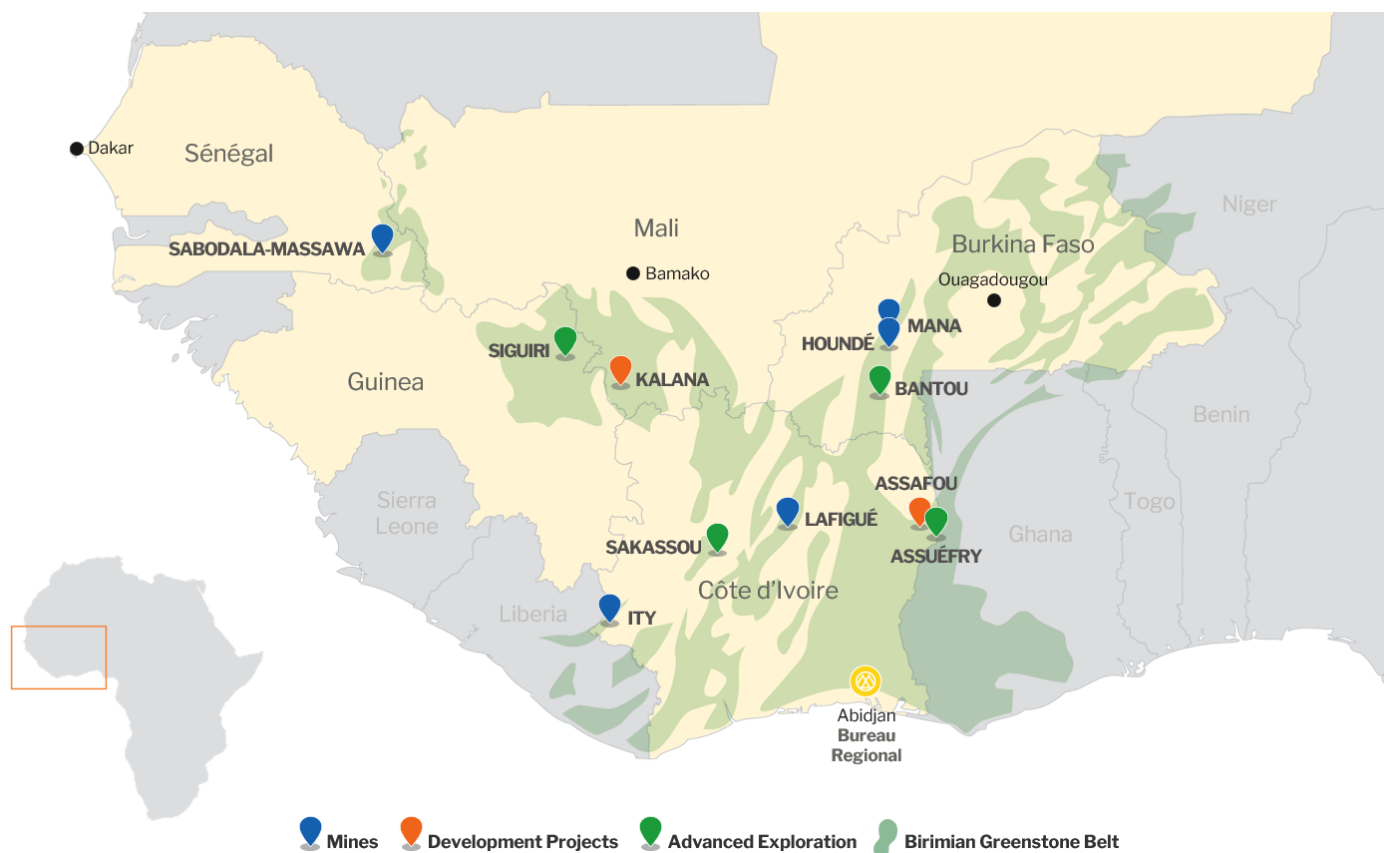 Dakar
Sénégal
Niger
SABODALA-MASSAWA
Mali
Burkina Faso
Bamako
Ouagadougou
MANA
HOUNDÉ
SIGUIRI
Guinea
KALANA
BANTOU
Benin
ASSAFOU
Sierra
Leone
Togo
LAFIGUÉ
Ghana
SAKASSOU
ASSUÉFRY
Côte d'Ivoire
Liberia
ITY
Abidjan
Bureau
Regional
Mines
Development Projects
Advanced Exploration
Birimian Greenstone Belt